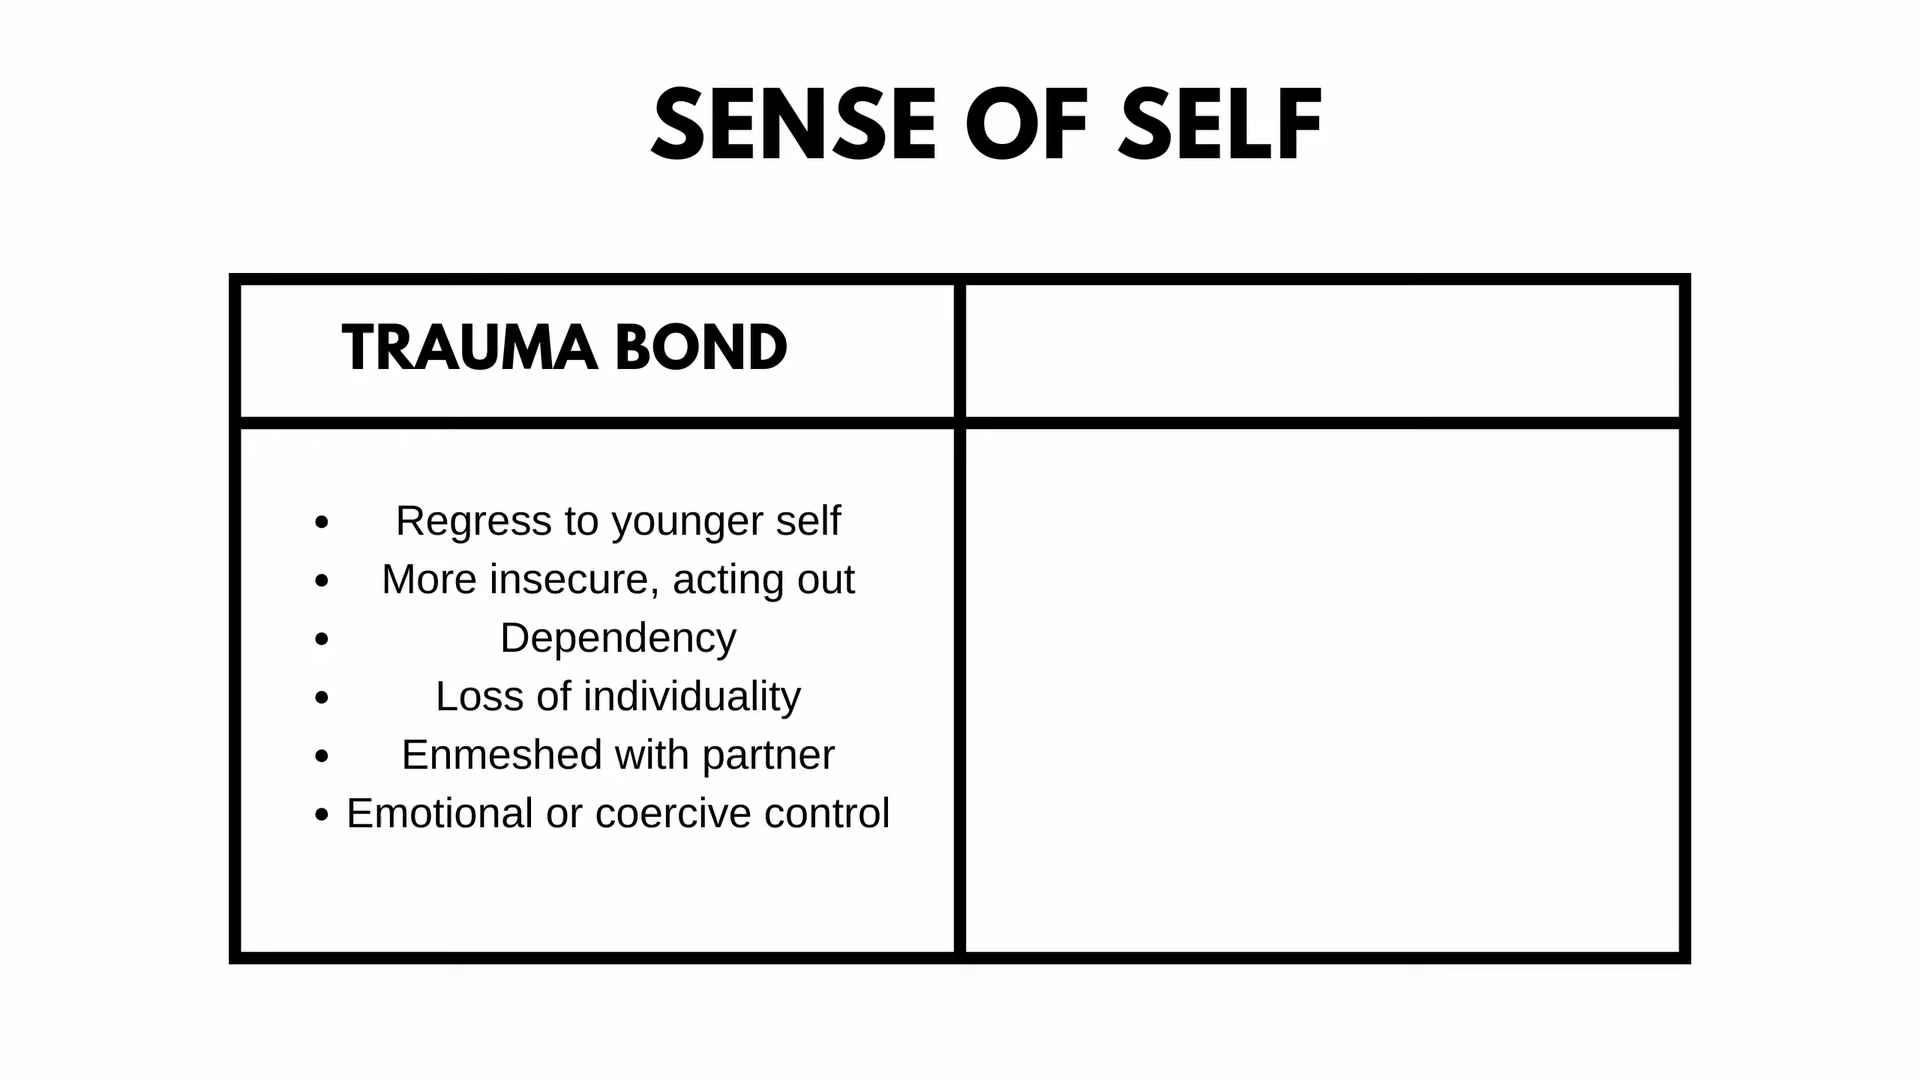 SENSE OF SELF
TRAUMA BOND
• Regress to younger self
• More insecure, acting out
• Dependency
• Loss of individuality
• Enmeshed with partner
• Emotional or coercive control